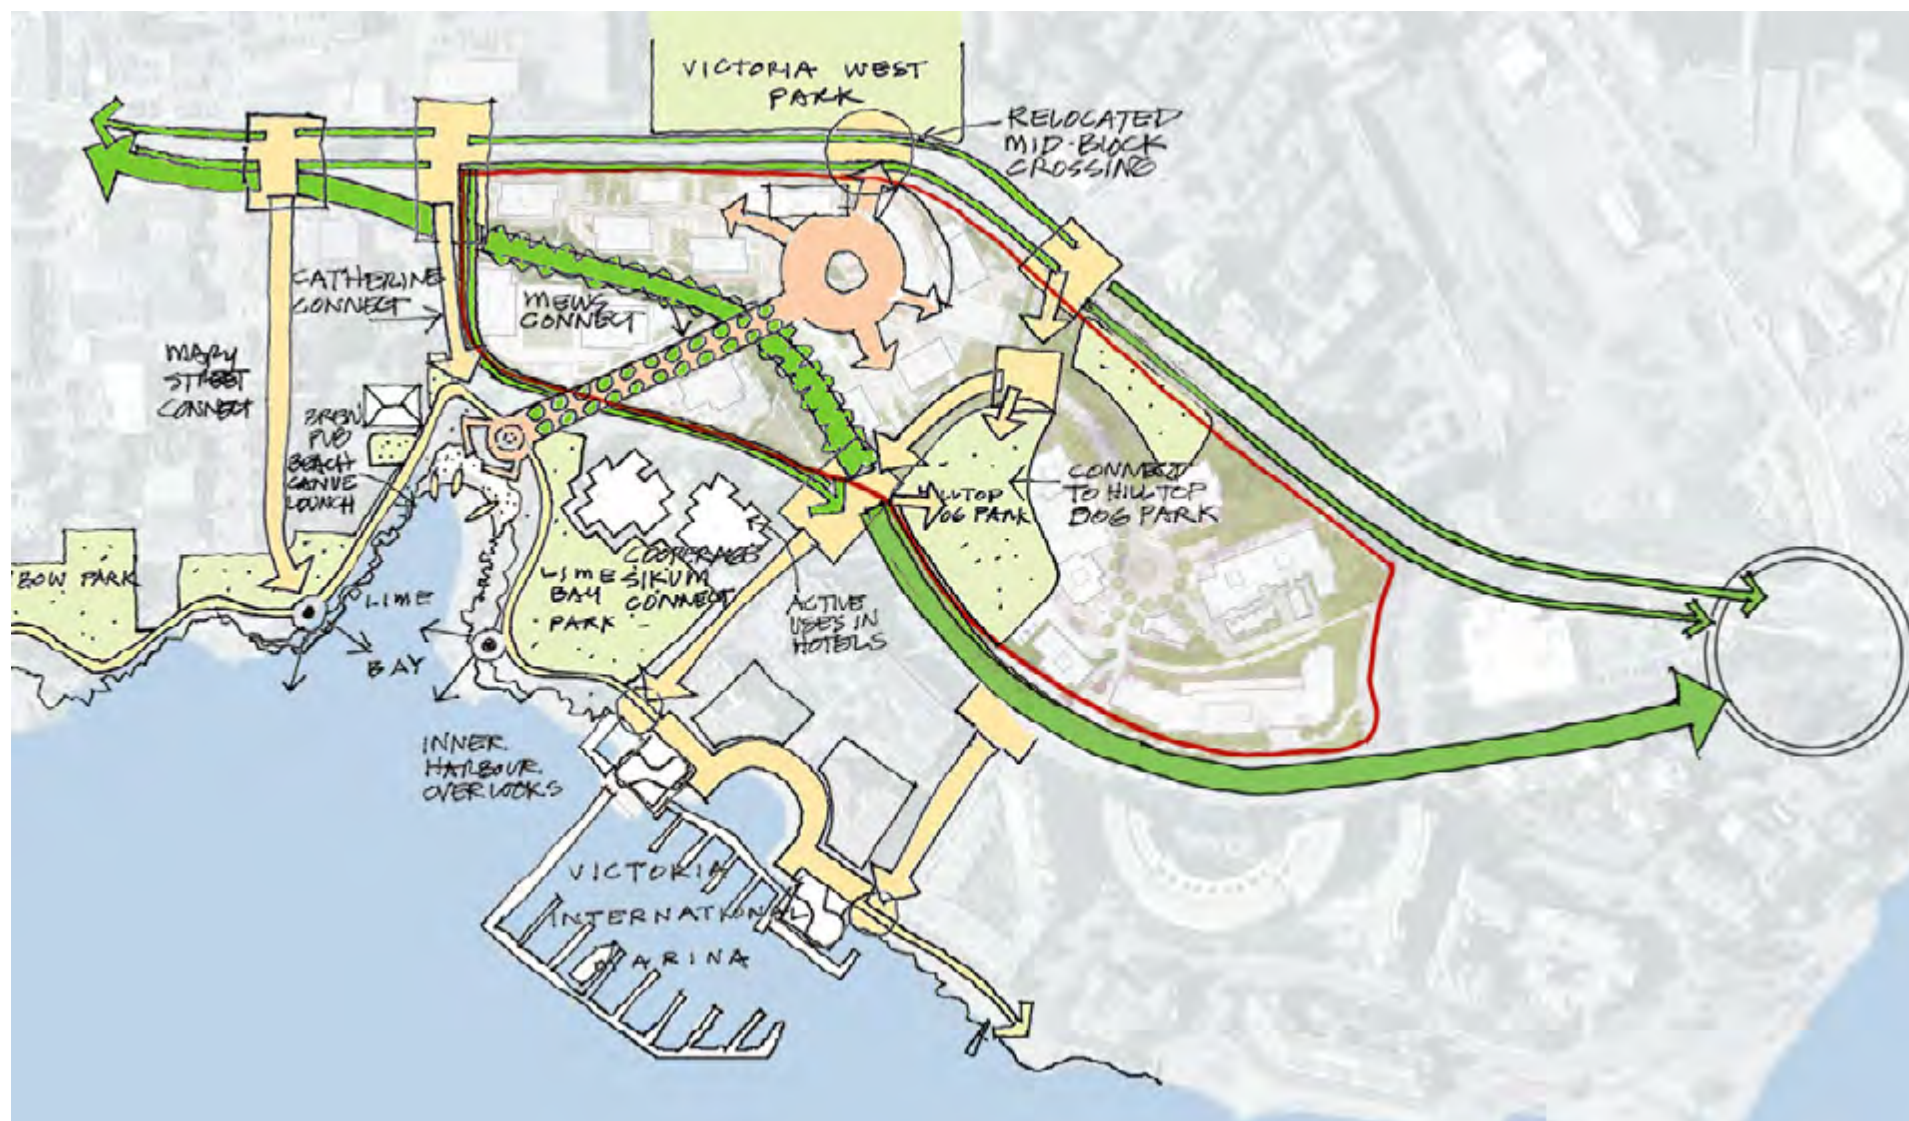 VICTORIA WEST
PARK
RELOCATED
MID-BLOCK
CROSSING
CATHERINE
CONNECT
MEWS
CONNECT
MARY
STREET
CONNECT
PUB
BEACH
CANOE
LOUNCH
HILLTOP
DOG PARK
CONNECT
TO HILLTOP
DOG PARK
COOPERAGE
SIKUM
CONNECT
LIME
BAY
PARK
ACTIVE
USES IN
HOTELS
BOW PARK
LIME
BAY
INNER
HARBOUR
OVERLOOKS
VICTORIA
INTERNATIONAL
MARINA